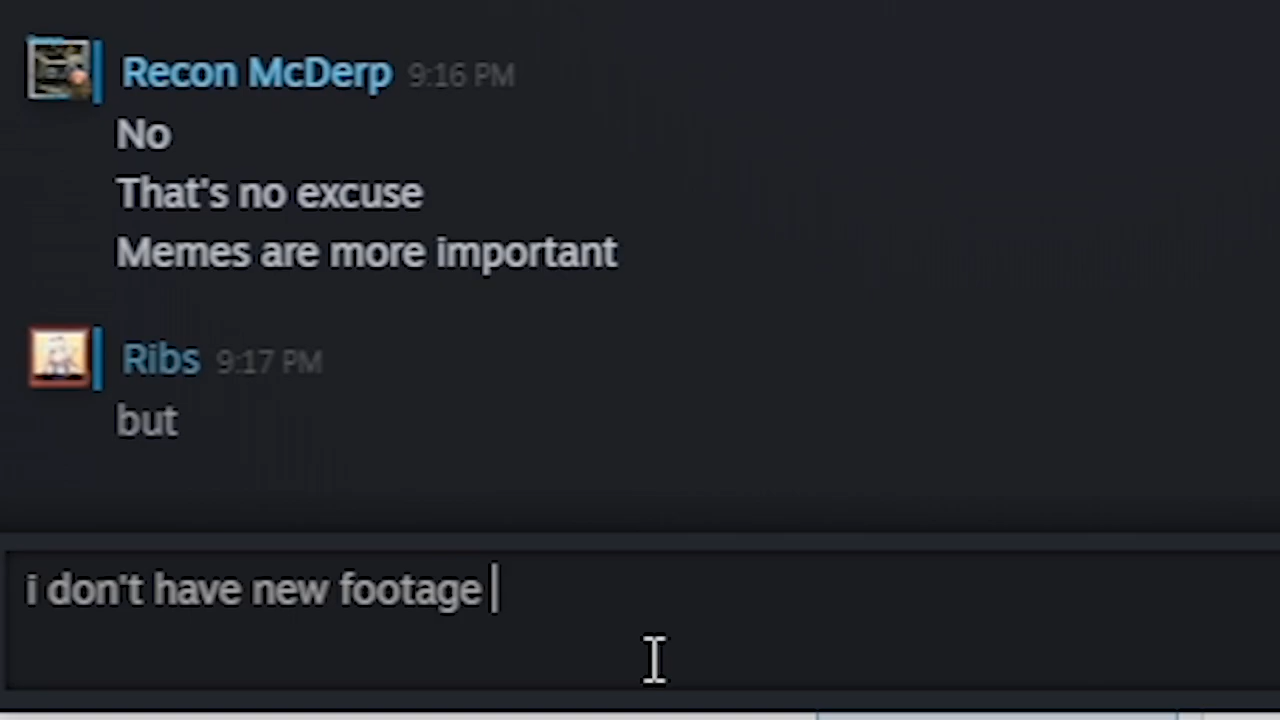 Recon McDerp 9:16 PM
No
That's no excuse
Memes are more important
Ribs 9:17 PM
but
i don't have new footage